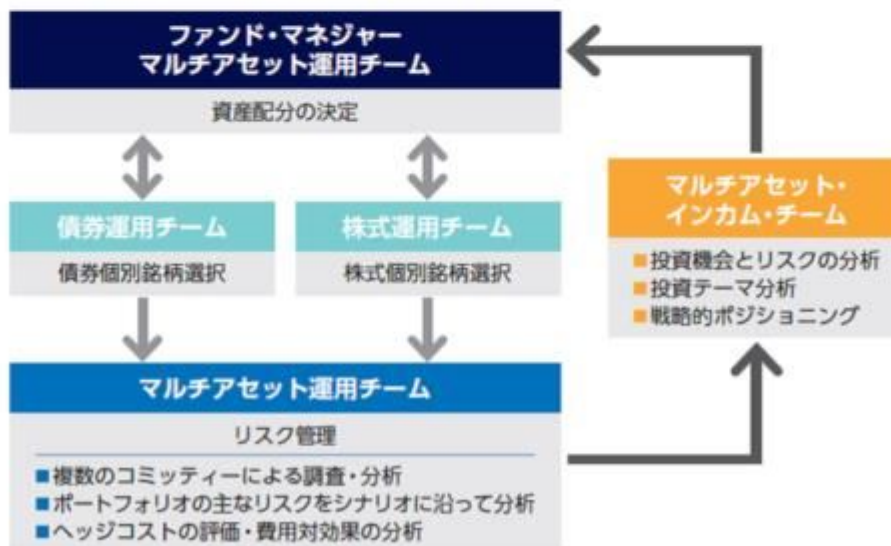 ファンド・マネジャー
マルチアセット運用チーム
資産配分の決定
債券運用チーム
債券個別銘柄選択
株式運用チーム
株式個別銘柄選択
マルチアセット運用チーム
リスク管理
■複数のコミッティーによる調査・分析
■ポートフォリオの主なリスクをシナリオに沿って分析
■ヘッジコストの評価・費用対効果の分析
マルチアセット・
インカム・チーム
■投資機会とリスクの分析
■投資テーマ分析
■戦略的ポジショニング